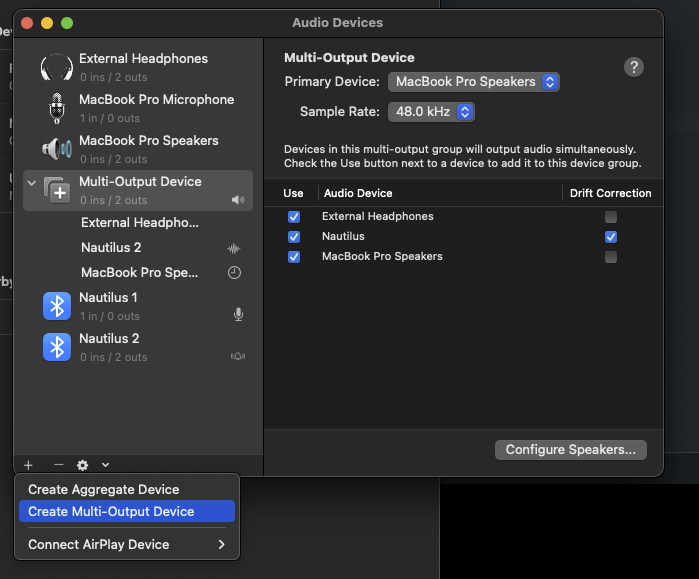 Audio Devices
External Headphones
0 ins / 2 outs
MacBook Pro Microphone
1 in / 0 outs
MacBook Pro Speakers
0 ins / 2 outs
Multi-Output Device
0 ins / 2 outs
External Headpho...
Nautilus 2
MacBook Pro Spe...
Nautilus 1
1 in / 0 outs
Nautilus 2
0 ins / 2 outs
Multi-Output Device
?
Primary Device: MacBook Pro Speakers
Sample Rate: 48.0 kHz
Devices in this multi-output group will output audio simultaneously.
Check the Use button next to a device to add it to this device group.
Use Audio Device Drift Correction
External Headphones
Nautilus
MacBook Pro Speakers
Configure Speakers...
Create Aggregate Device
Create Multi-Output Device
Connect AirPlay Device